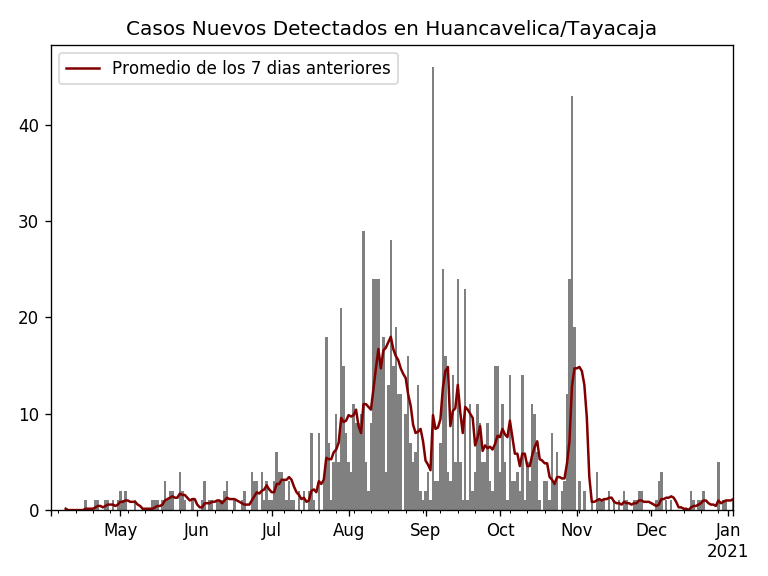 Casos Nuevos Detectados en Huancavelica/Tayacaja
Promedio de los 7 dias anteriores
40
30
20
10
0
May Jun Jul Aug Sep Oct Nov Dec Jan
2021